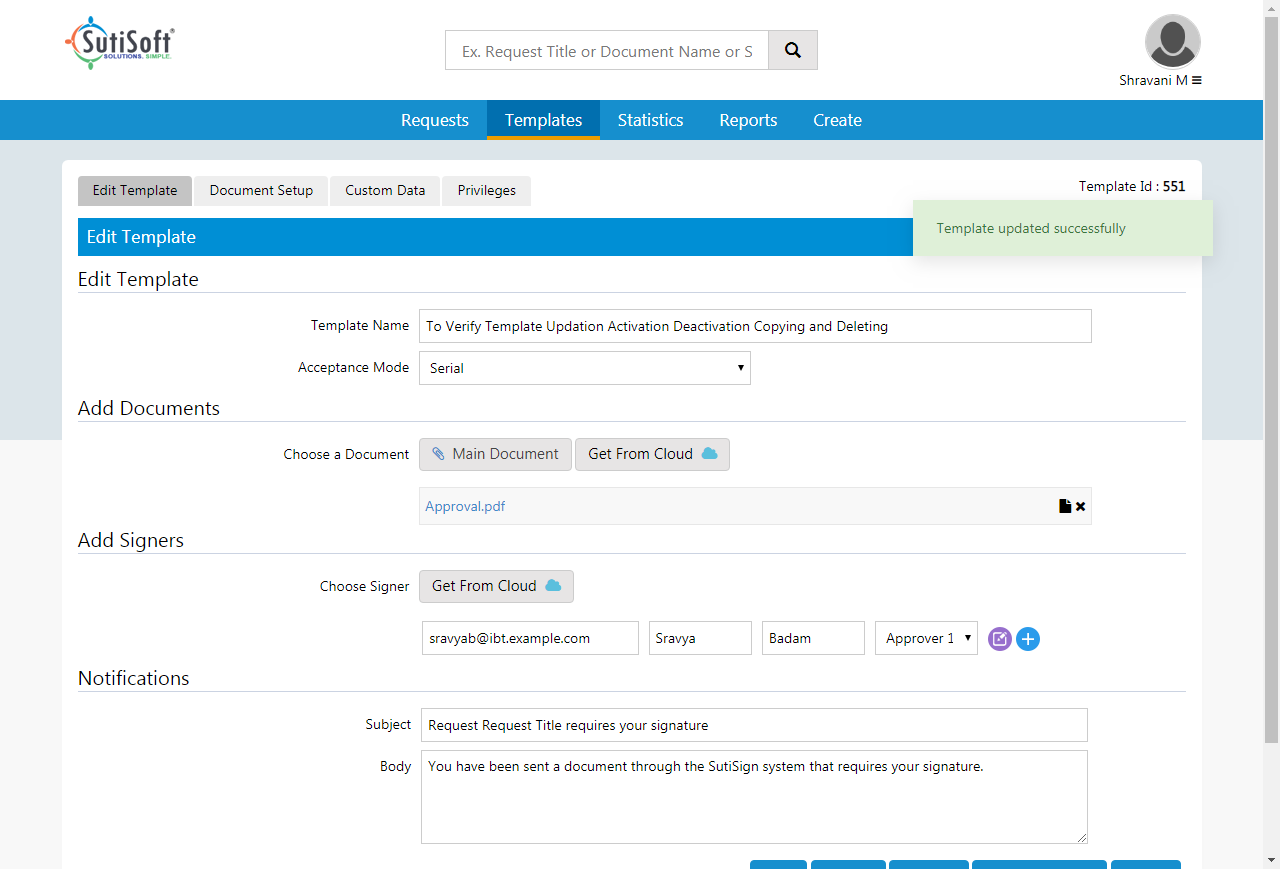 SutiSoft®
SOLUTIONS. SIMPLE.
Ex. Request Title or Document Name or S
Shravani M
Requests Templates Statistics Reports Create
Edit Template Document Setup Custom Data Privileges
Template Id : 551
Template updated successfully
Edit Template
Edit Template
Template Name To Verify Template Updation Activation Deactivation Copying and Deleting
Acceptance Mode Serial
Add Documents
Choose a Document Main Document Get From Cloud
Approval.pdf
Add Signers
Choose Signer Get From Cloud
sravyab@ibt.example.com Sravya Badam Approver 1
Notifications
Subject Request Request Title requires your signature
Body You have been sent a document through the SutiSign system that requires your signature.